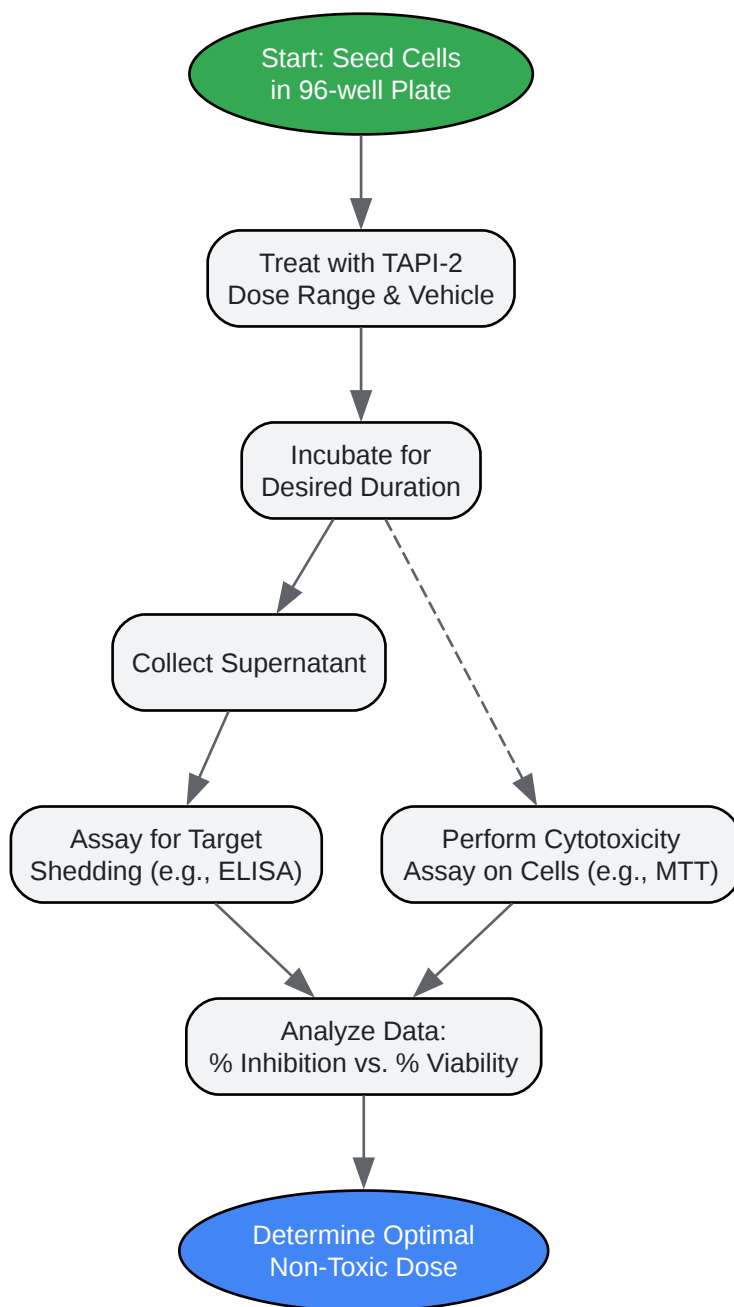 Start: Seed Cells
in 96-well Plate
Treat with TAPI-2
Dose Range & Vehicle
Incubate for
Desired Duration
Collect Supernatant
Assay for Target
Shedding (e.g., ELISA)
Perform Cytotoxicity
Assay on Cells (e.g., MTT)
Analyze Data:
% Inhibition vs. % Viability
Determine Optimal
Non-Toxic Dose